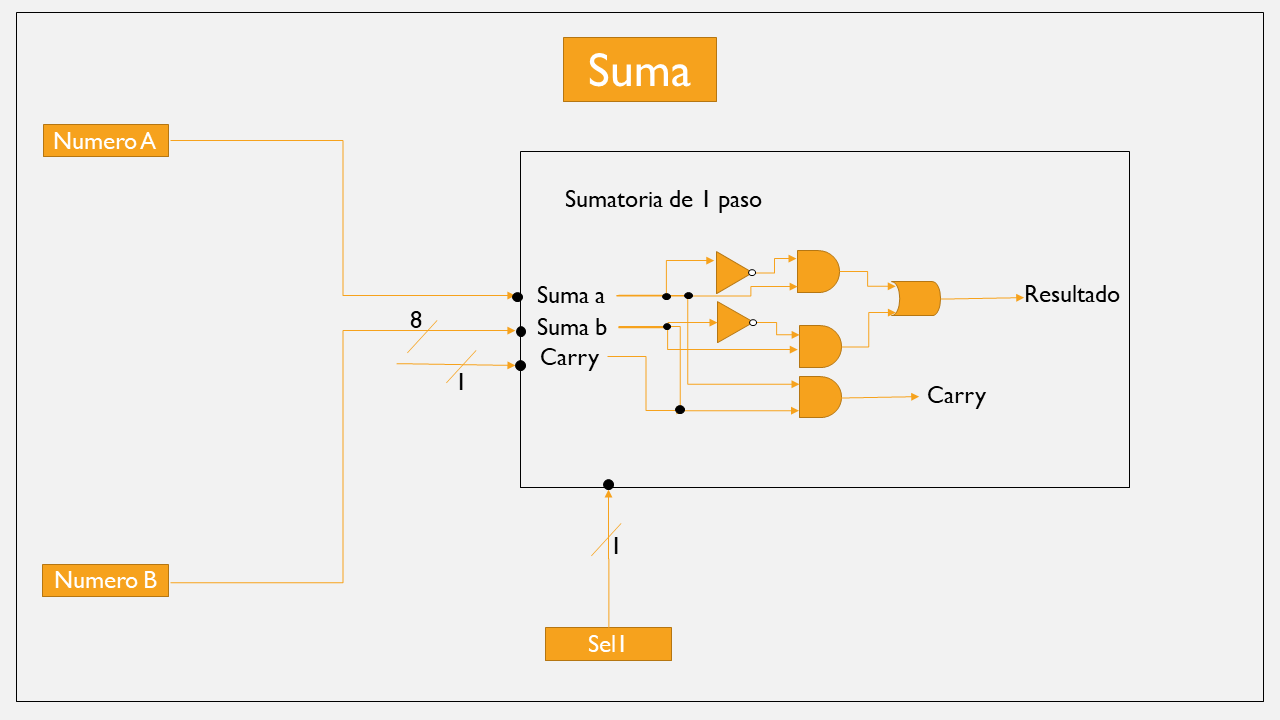 Suma
Numero A
Sumatoria de 1 paso
Suma a
Resultado
8
Suma b
Carry
1
Carry
1
Numero B
Sel1